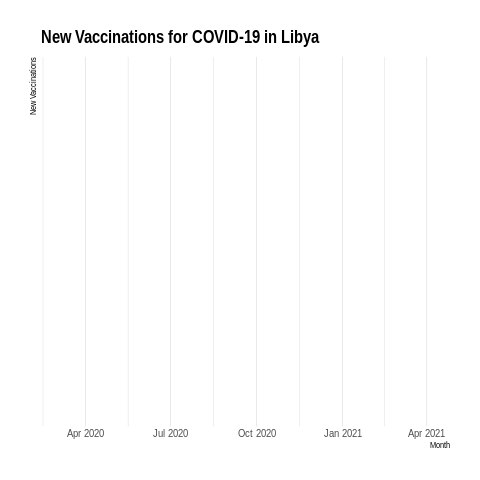 New Vaccinations for COVID-19 in Libya
New Vaccinations
Apr 2020 Jul 2020 Oct 2020 Jan 2021 Apr 2021
Month